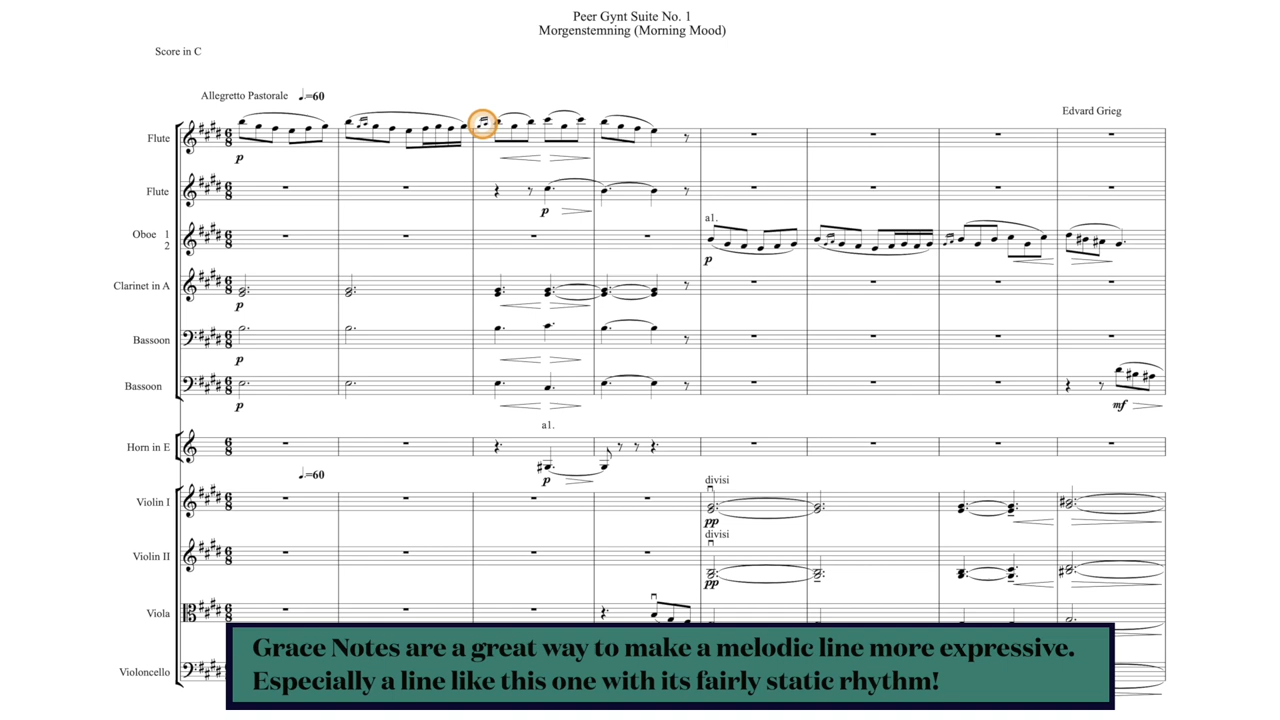 Peer Gynt Suite No. 1
Morgenstemning (Morning Mood)
Score in C
Allegretto Pastorale ♩.=60
Edvard Grieg
Flute
p
Flute
p
Oboe 1
2
a1.
p
Clarinet in A
p
Bassoon
p
Bassoon
p
mf
a1.
Horn in E
p
♩.=60
divisi
Violin I
pp
divisi
Violin II
pp
Viola
Violoncello
Grace Notes are a great way to make a melodic line more expressive.
Especially a line like this one with its fairly static rhythm!